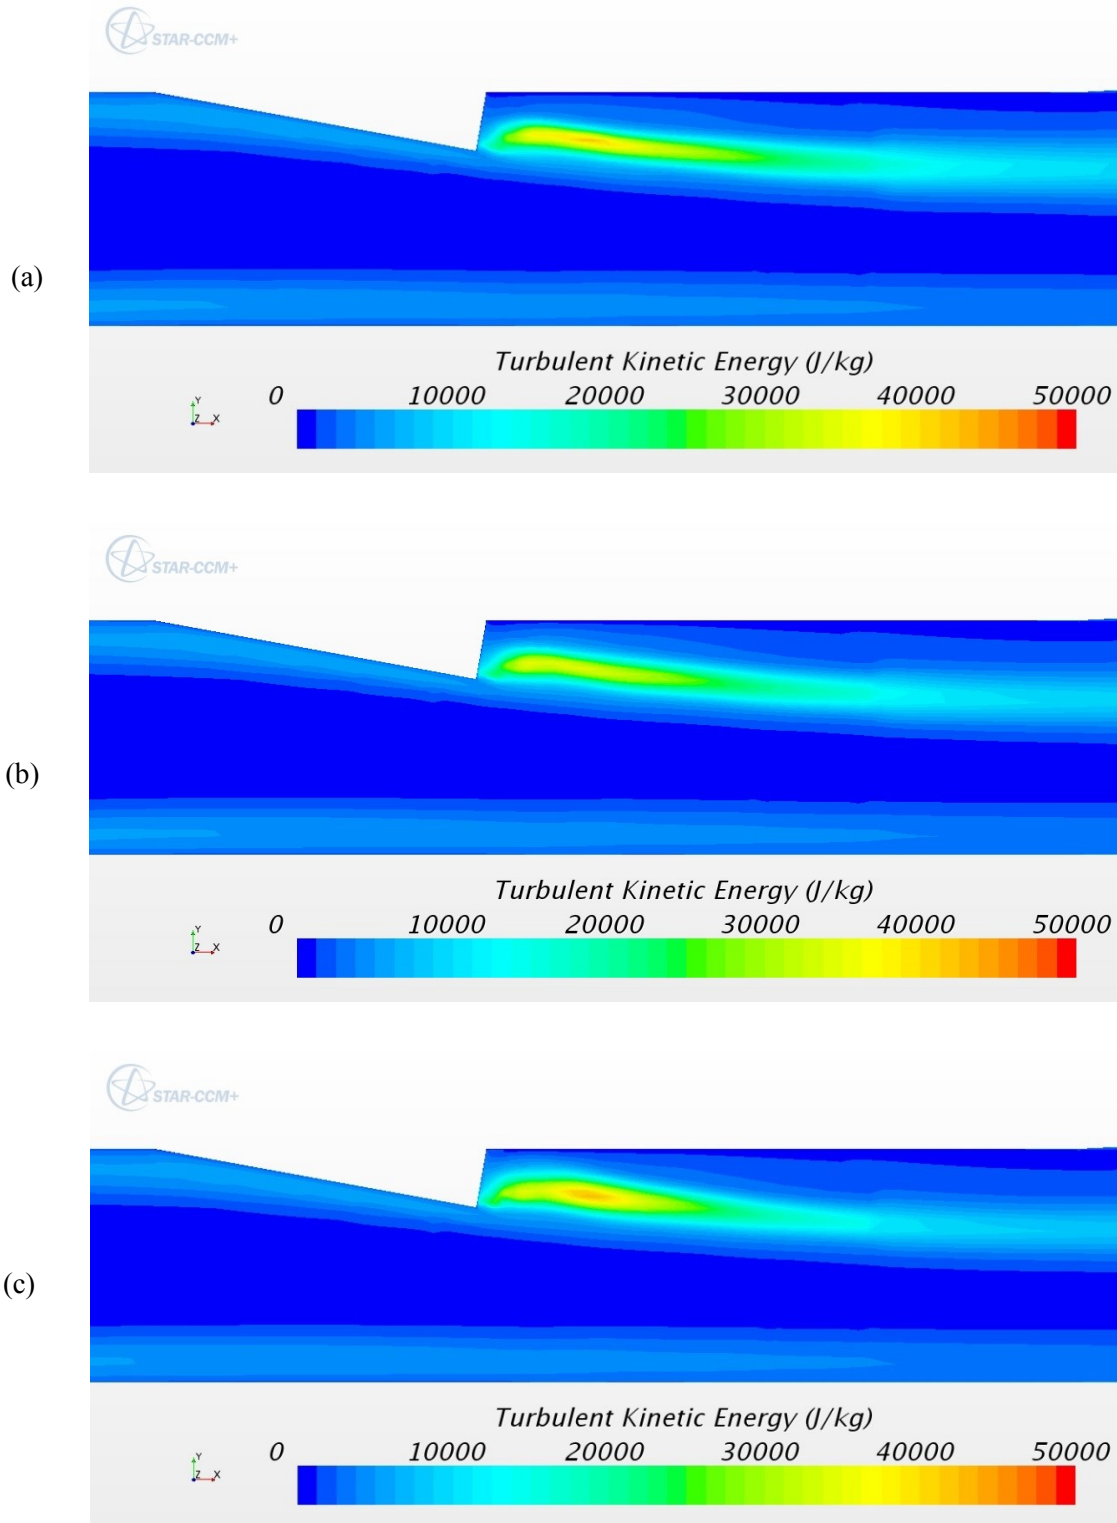 STAR-CCM+
(a)
Turbulent Kinetic Energy (J/kg)
0 10000 20000 30000 40000 50000
Y
Z X
STAR-CCM+
(b)
Turbulent Kinetic Energy (J/kg)
0 10000 20000 30000 40000 50000
Y
Z X
STAR-CCM+
(c)
Turbulent Kinetic Energy (J/kg)
0 10000 20000 30000 40000 50000
Y
Z X